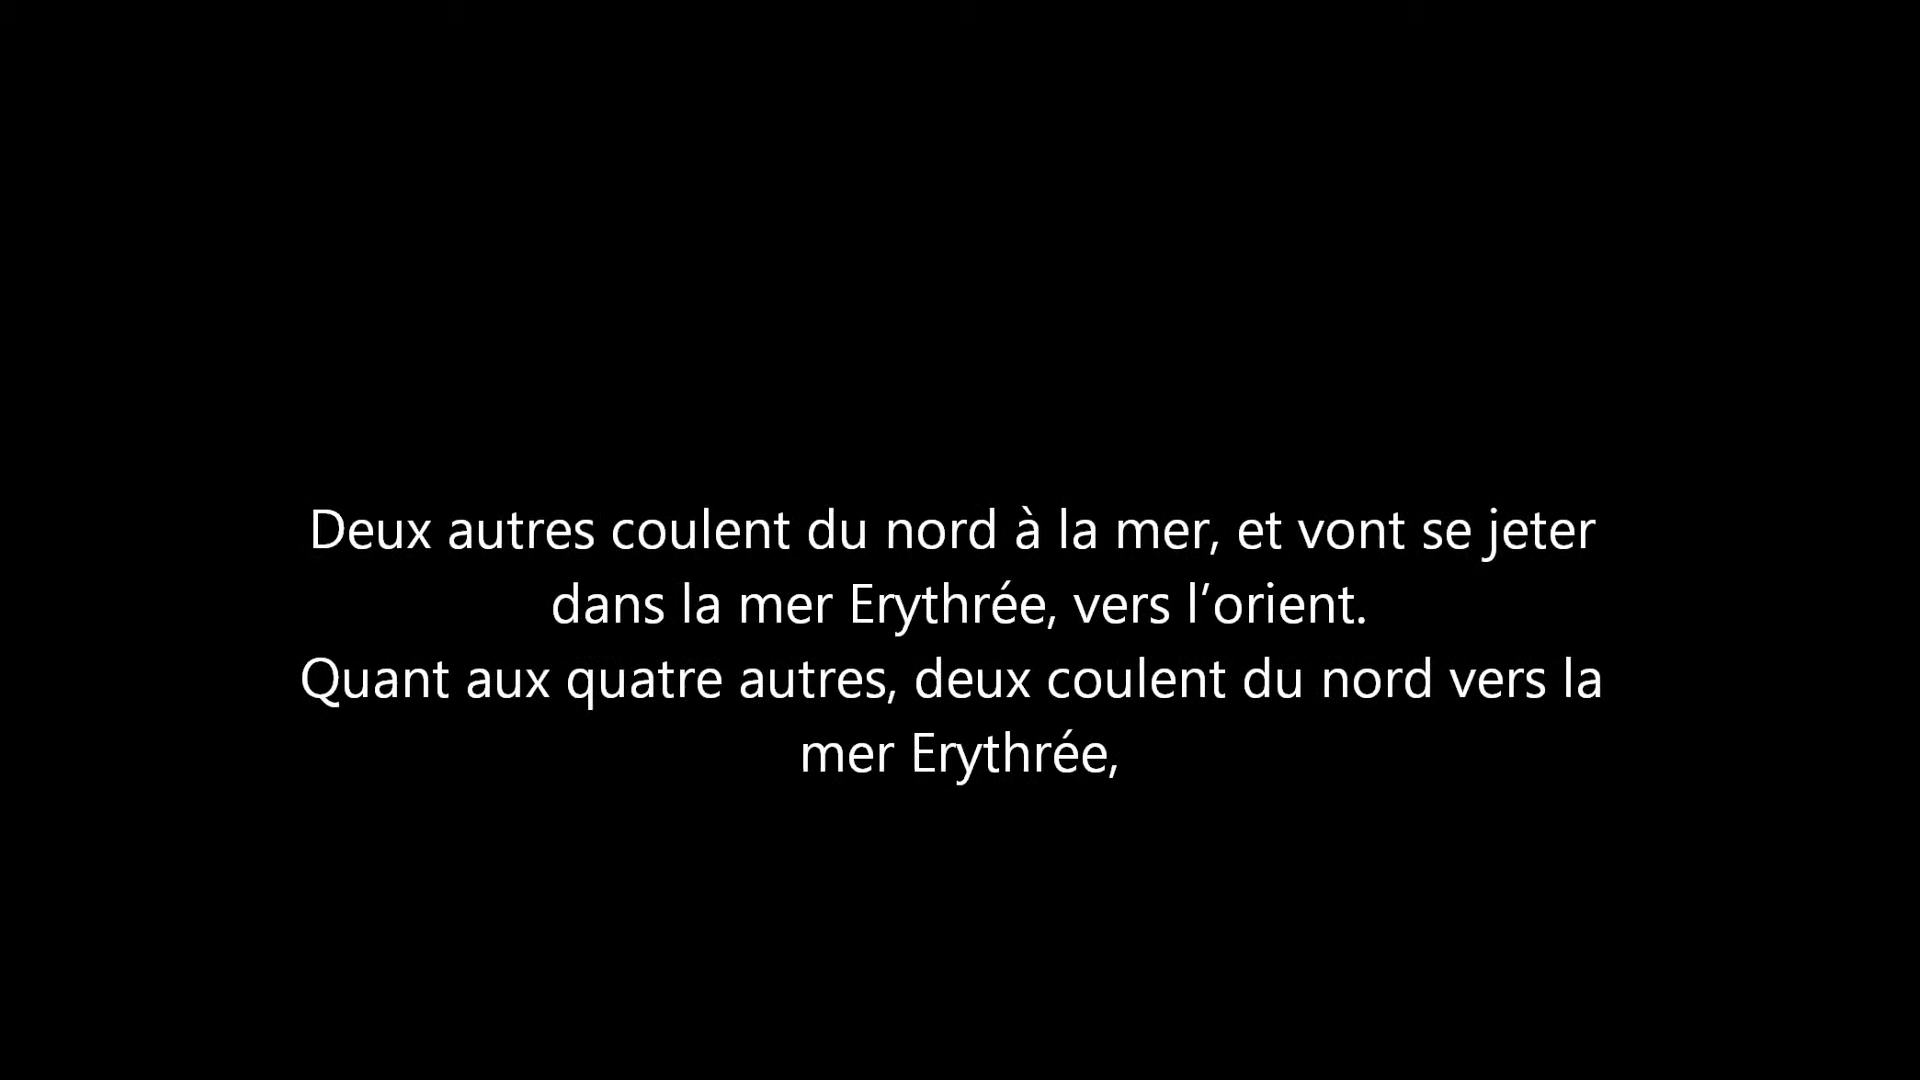 Deux autres coulent du nord à la mer, et vont se jeter
dans la mer Erythrée, vers l’orient.
Quant aux quatre autres, deux coulent du nord vers la
mer Erythrée,